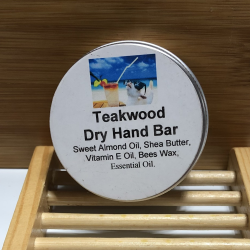 Teakwood
Dry Hand Bar
Sweet Almond Oil, Shea Butter,
Vitamin E Oil, Bees Wax,
Essential Oil.